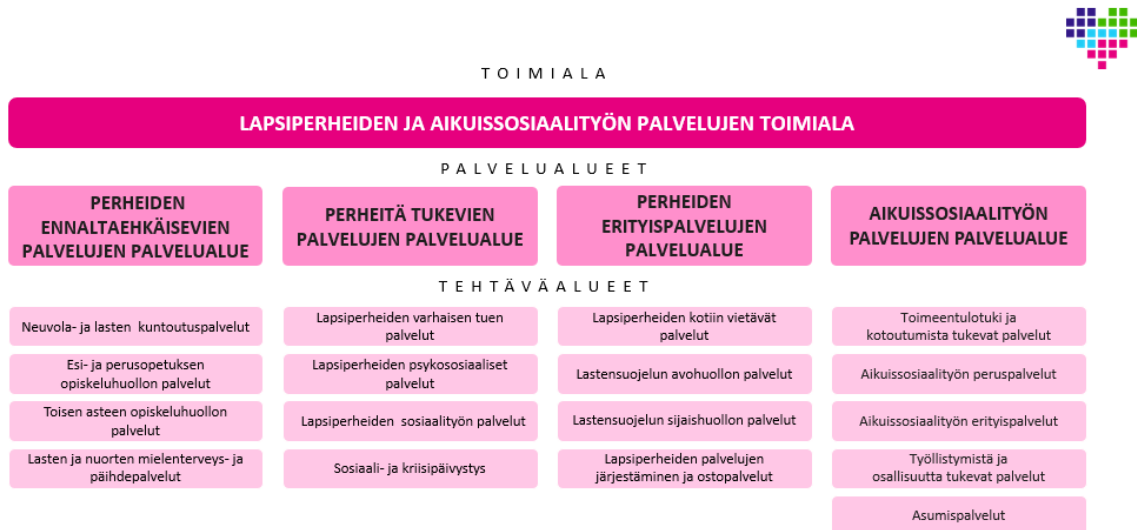 TOIMIALA
LAPSIPERHEIDEN JA AIKUISSOSIAALITYÖN PALVELUJEN TOIMIALA
PALVELUALUEET
PERHEIDEN
ENNALTAEHKÄISEVIEN
PALVELUJEN PALVELUALUE
PERHEITÄ TUKEVIEN
PALVELUJEN PALVELUALUE
PERHEIDEN
ERITYISPALVELUJEN
PALVELUALUE
AIKUISSOSIAALITYÖN
PALVELUJEN PALVELUALUE
TEHTÄVÄALUEET
Neuvola- ja lasten kuntoutuspalvelut
Esi- ja perusopetuksen
opiskeluhuollon palvelut
Toisen asteen opiskeluhuollon
palvelut
Lasten ja nuorten mielenterveys- ja
päihdepalvelut
Lapsiperheiden varhaisen tuen
palvelut
Lapsiperheiden psykososiaaliset
palvelut
Lapsiperheiden sosiaalityön palvelut
Sosiaali- ja kriisipäivystys
Lapsiperheiden kotiin vietävät
palvelut
Lastensuojelun avohuollon palvelut
Lastensuojelun sijaishuollon palvelut
Lapsiperheiden palvelujen
järjestäminen ja ostopalvelut
Toimeentulotuki ja
kotoutumista tukevat palvelut
Aikuissosiaalityön peruspalvelut
Aikuissosiaalityön erityispalvelut
Työllistymistä ja
osallisuutta tukevat palvelut
Asumispalvelut